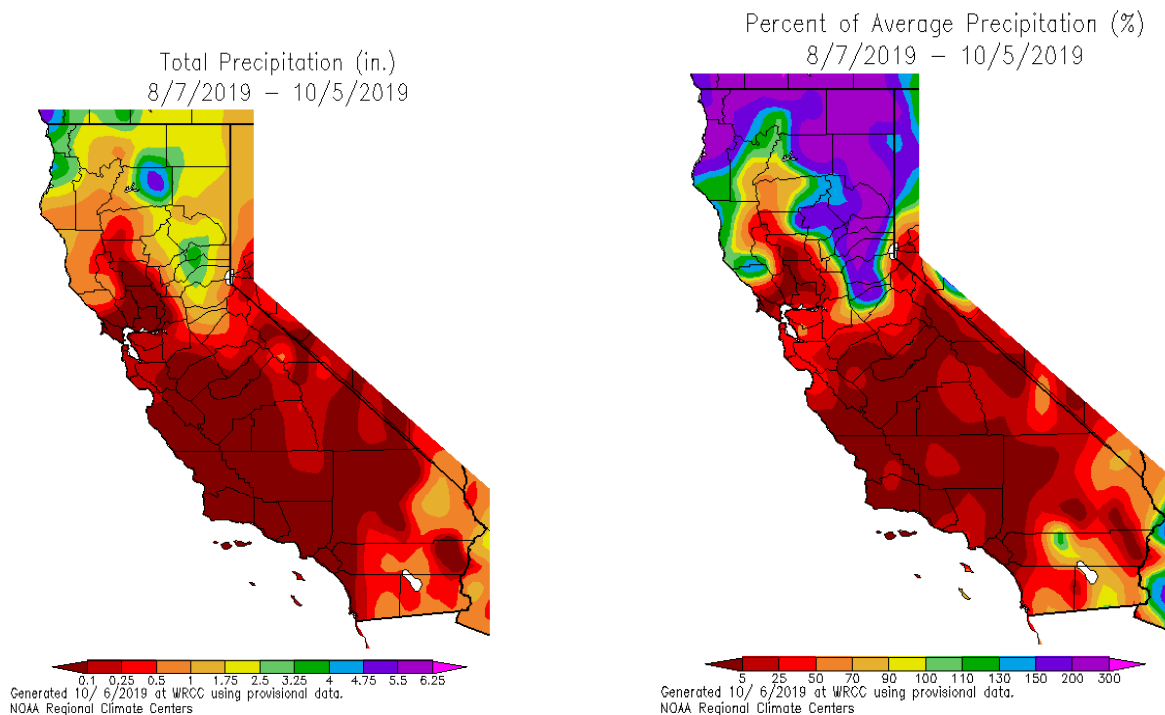 Total Precipitation (in.)
8/7/2019 – 10/5/2019
0.1 0.25 0.5 1 1.75 2.5 3.25 4 4.75 5.5 6.25
Generated 10/ 6/2019 at WRCC using provisional data.
NOAA Regional Climate Centers
Percent of Average Precipitation (%)
8/7/2019 – 10/5/2019
5 25 50 70 90 100 110 130 150 200 300
Generated 10/ 6/2019 at WRCC using provisional data.
NOAA Regional Climate Centers